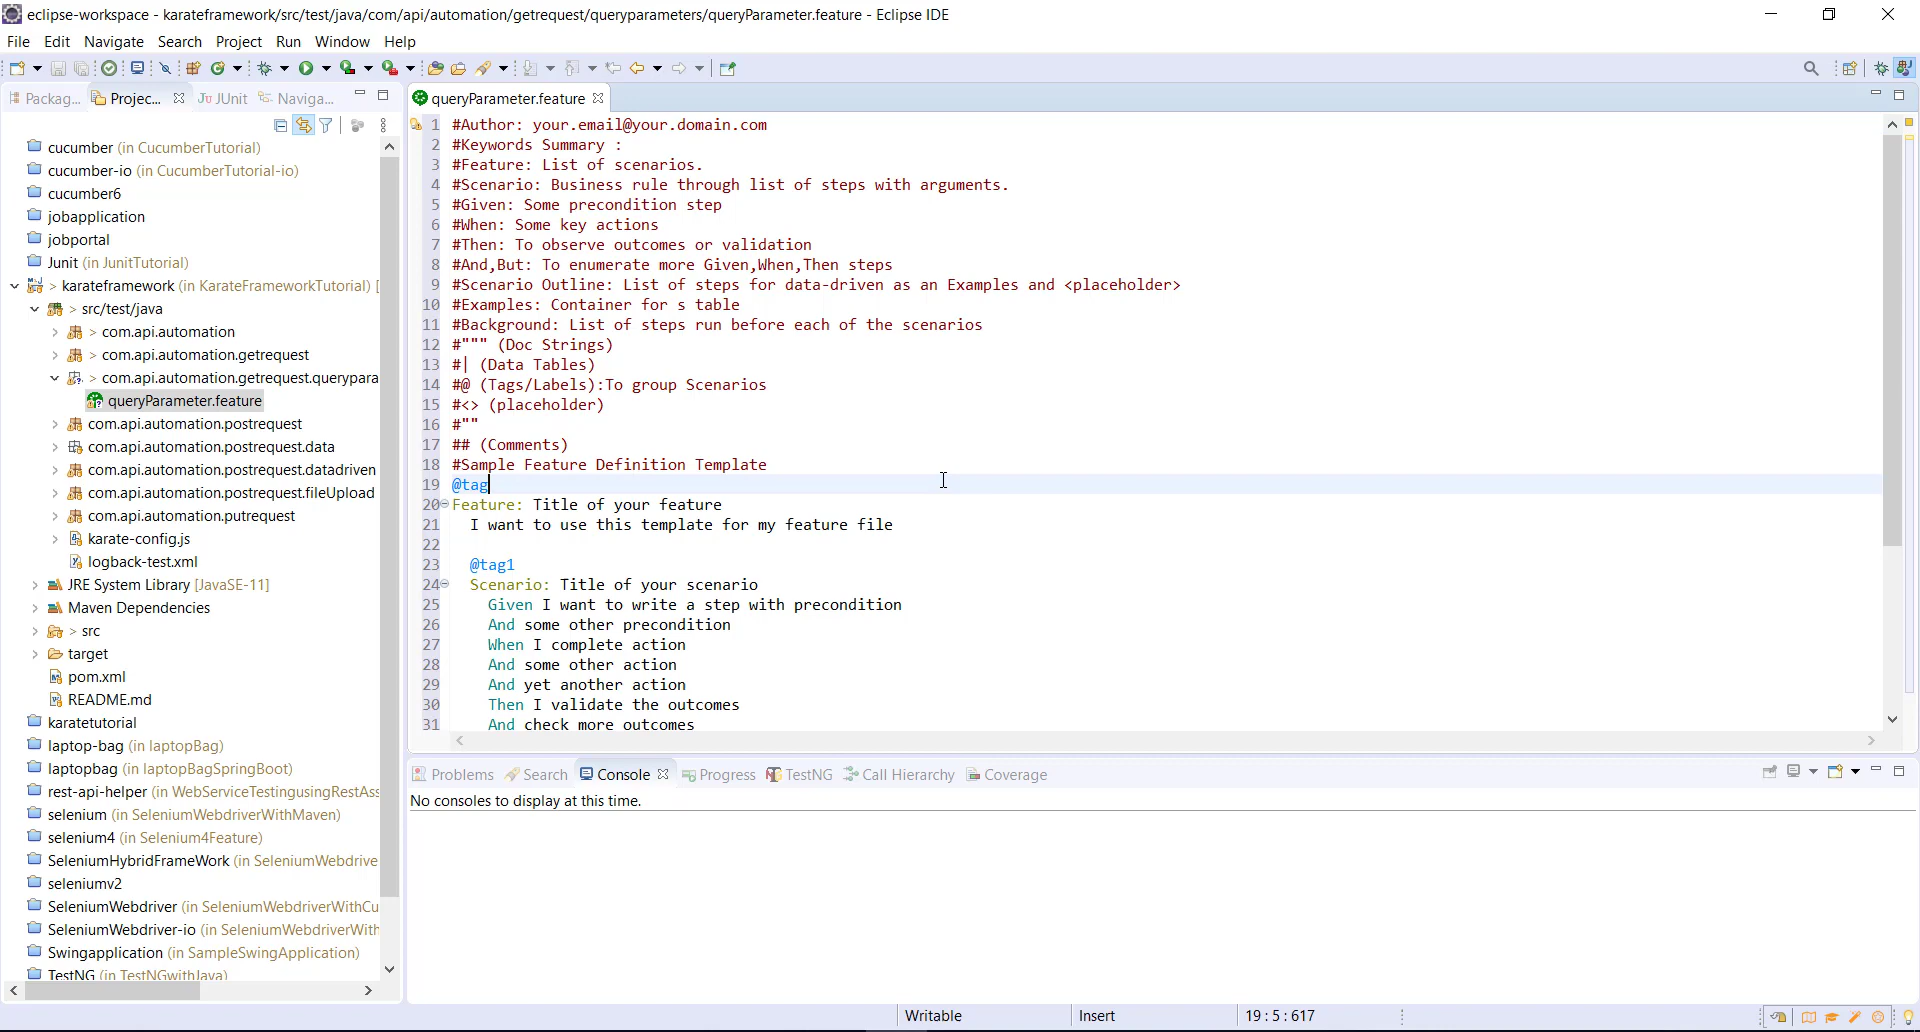 eclipse-workspace - karateframework/src/test/java/com/api/automation/getrequest/queryparameters/queryParameter.feature - Eclipse IDE
File Edit Navigate Search Project Run Window Help
Packag... Projec... JUnit Naviga...
cucumber (in CucumberTutorial)
cucumber-io (in CucumberTutorial-io)
cucumber6
jobapplication
jobportal
Junit (in JunitTutorial)
> karateframework (in KarateFrameworkTutorial) [
> src/test/java
> com.api.automation
> com.api.automation.getrequest
> com.api.automation.getrequest.querypara
queryParameter.feature
com.api.automation.postrequest
com.api.automation.postrequest.data
com.api.automation.postrequest.datadriven
com.api.automation.postrequest.fileUpload
com.api.automation.putrequest
karate-config.js
logback-test.xml
JRE System Library [JavaSE-11]
Maven Dependencies
> src
target
pom.xml
README.md
karatetutorial
laptop-bag (in laptopBag)
laptopbag (in laptopBagSpringBoot)
rest-api-helper (in WebServiceTestingusingRestAss
selenium (in SeleniumWebdriverWithMaven)
selenium4 (in Selenium4Feature)
SeleniumHybridFrameWork (in SeleniumWebdrive
seleniumv2
SeleniumWebdriver (in SeleniumWebdriverWithCu
SeleniumWebdriver-io (in SeleniumWebdriverWith
Swingapplication (in SampleSwingApplication)
TestNG (in TestNGwithJava)
queryParameter.feature
1 #Author: your.email@your.domain.com
2 #Keywords Summary :
3 #Feature: List of scenarios.
4 #Scenario: Business rule through list of steps with arguments.
5 #Given: Some precondition step
6 #When: Some key actions
7 #Then: To observe outcomes or validation
8 #And,But: To enumerate more Given,When,Then steps
9 #Scenario Outline: List of steps for data-driven as an Examples and <placeholder>
10 #Examples: Container for s table
11 #Background: List of steps run before each of the scenarios
12 #""" (Doc Strings)
13 #| (Data Tables)
14 #@ (Tags/Labels):To group Scenarios
15 #<> (placeholder)
16 #""
17 ## (Comments)
18 #Sample Feature Definition Template
19 @tag
20 Feature: Title of your feature
21 I want to use this template for my feature file
22
23 @tag1
24 Scenario: Title of your scenario
25 Given I want to write a step with precondition
26 And some other precondition
27 When I complete action
28 And some other action
29 And yet another action
30 Then I validate the outcomes
31 And check more outcomes
Problems Search Console Progress TestNG Call Hierarchy Coverage
No consoles to display at this time.
Writable Insert 19 : 5 : 617